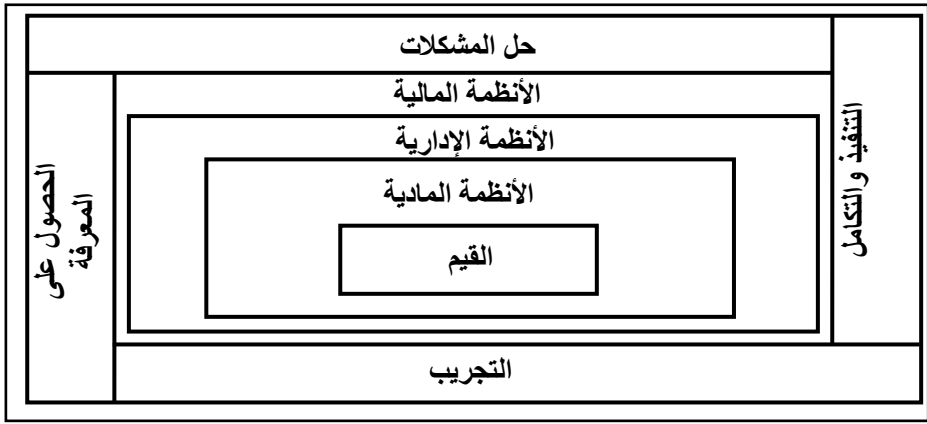 حل المشكلات
الأنظمة المالية
الأنظمة الإدارية
الأنظمة المادية
القيم
التنفيذ والتكامل
الحصول على
المعرفة
التجريب